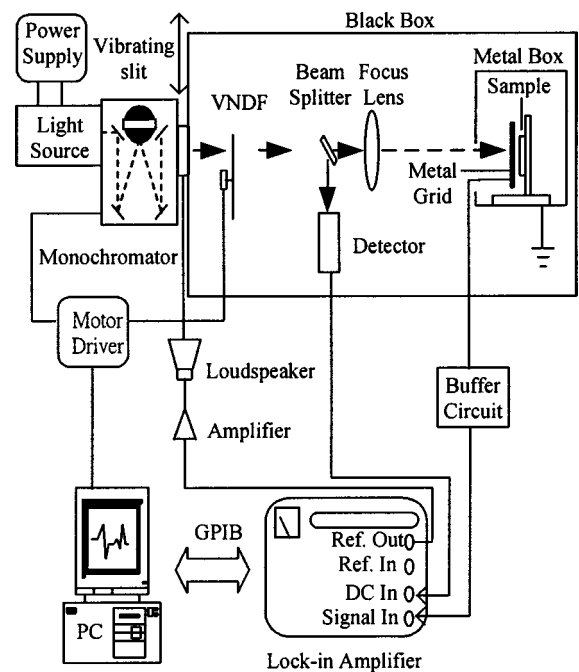 Black Box
Power
Supply
Vibrating
slit
Metal Box
Beam
Splitter
Focus
Lens
Sample
VNDF
Light
Source
Metal
Grid
Monochromator
Detector
Motor
Driver
Loudspeaker
Buffer
Circuit
Amplifier
GPIB
Ref. Out
Ref. In
DC In
Signal In
PC
Lock-in Amplifier